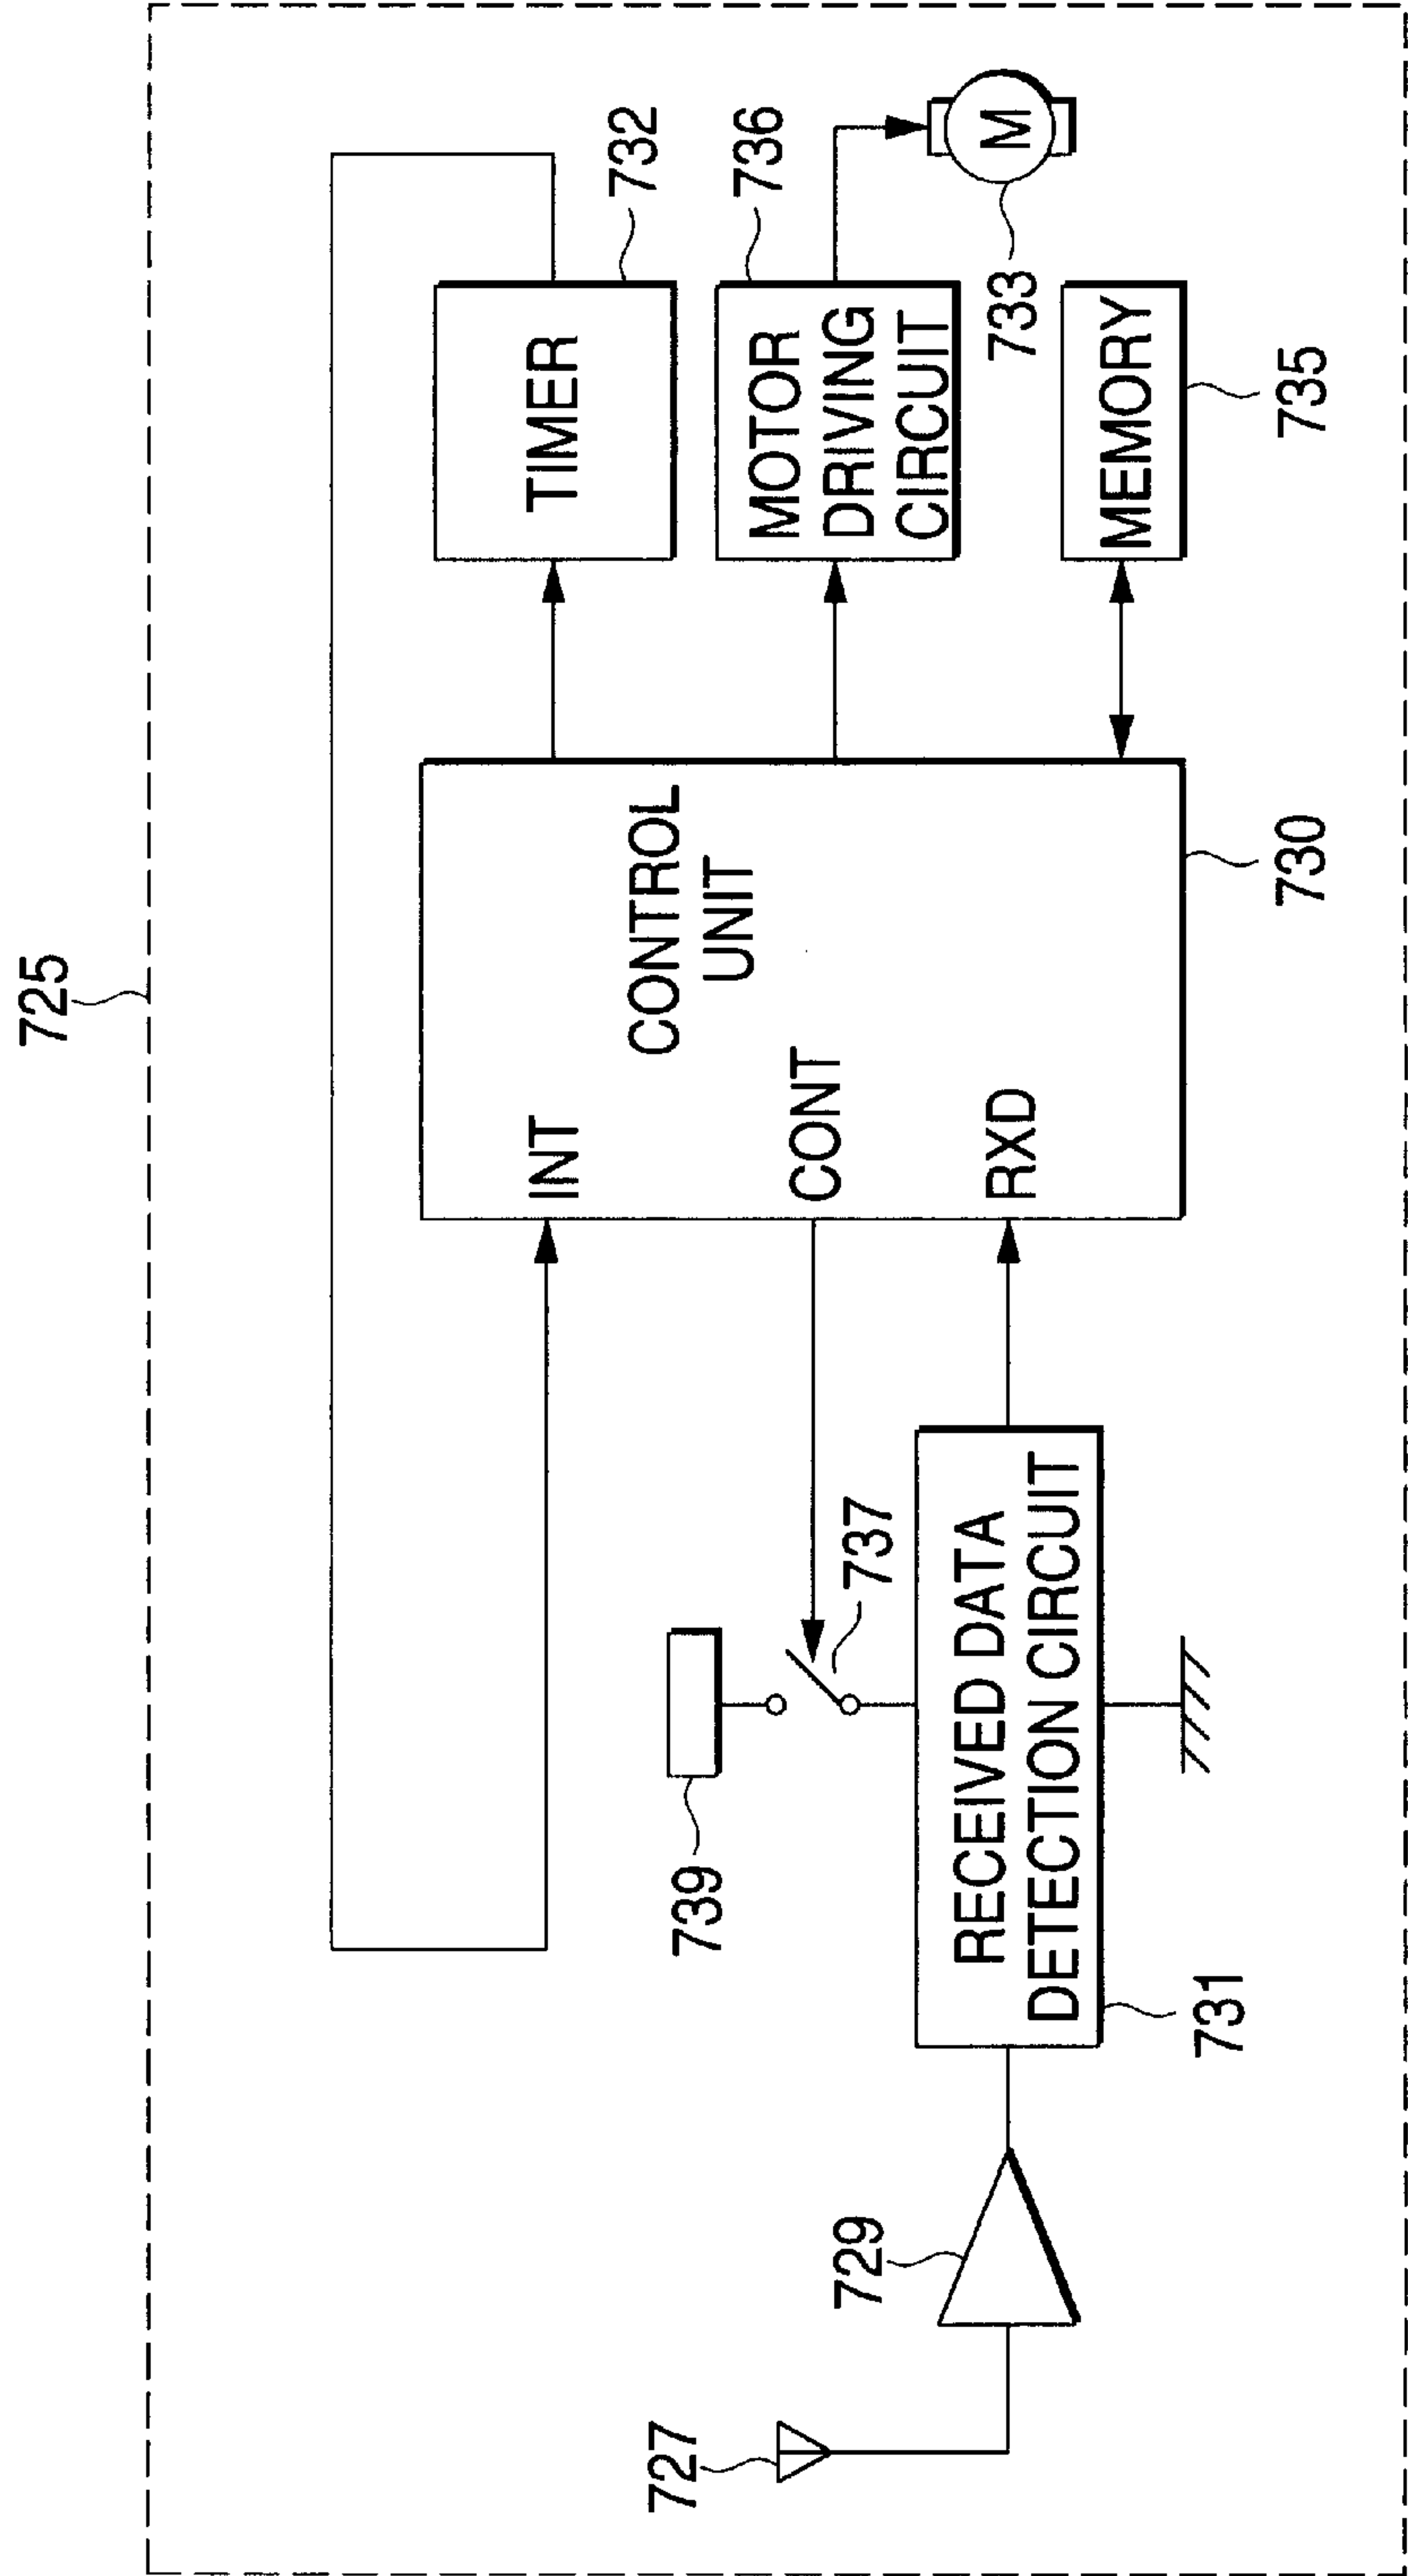 725
TIMER
732
INT
CONTROL
UNIT
MOTOR
DRIVING
CIRCUIT
736
M
733
739
CONT
737
RXD
MEMORY
735
730
727
729
RECEIVED DATA
DETECTION CIRCUIT
731